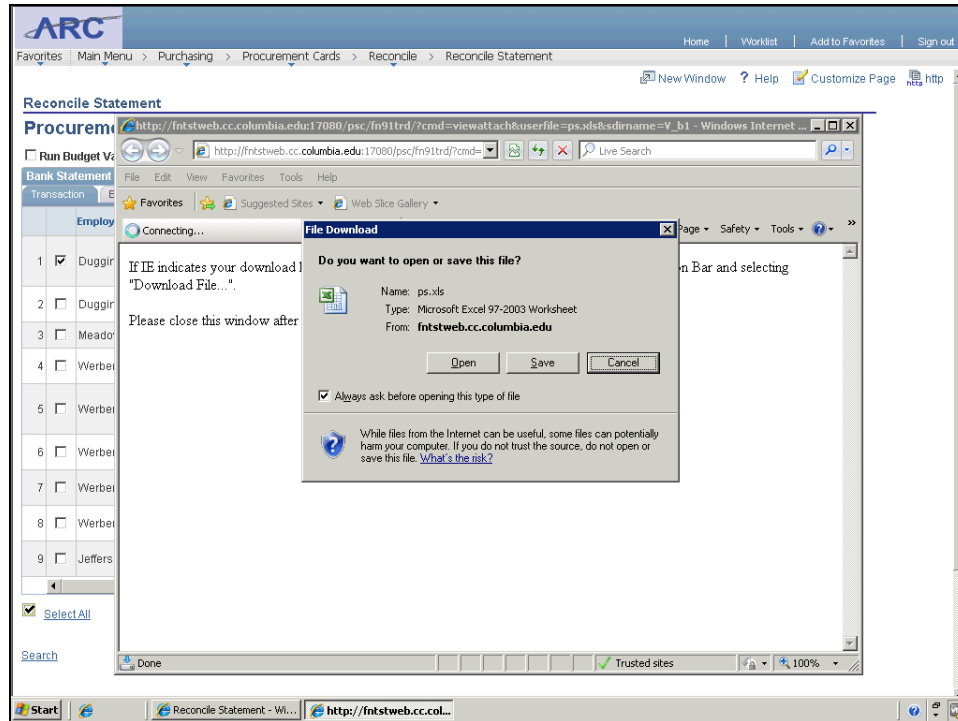 ARC
Home | Worklist | Add to Favorites | Sign out
Favorites Main Menu > Purchasing > Procurement Cards > Reconcile > Reconcile Statement
New Window ? Help Customize Page http
Reconcile Statement
Procureme
http://fntstweb.cc.columbia.edu:17080/psc/fn91trd/?cmd=viewattach&userfile=ps.xls&sdirname=V_b1 - Windows Internet ...
http://fntstweb.cc.columbia.edu:17080/psc/fn91trd/?cmd= Live Search
Run Budget Va
Bank Statement
File Edit View Favorites Tools Help
Transaction E
Favorites Suggested Sites Web Slice Gallery
Employ
Connecting...
Page Safety Tools »
File Download
Do you want to open or save this file?
Name: ps.xls
Type: Microsoft Excel 97-2003 Worksheet
From: fntstweb.cc.columbia.edu
Open Save Cancel
Always ask before opening this type of file
While files from the Internet can be useful, some files can potentially
harm your computer. If you do not trust the source, do not open or
save this file. What's the risk?
If IE indicates your download n Bar and selecting
"Download File...".
Please close this window after
1 Duggin
2 Duggin
3 Meado
4 Werber
5 Werber
6 Werber
7 Werber
8 Werber
9 Jeffers
Select All
Search
Done Trusted sites 100%
Start Reconcile Statement - Wi... http://fntstweb.cc.col...